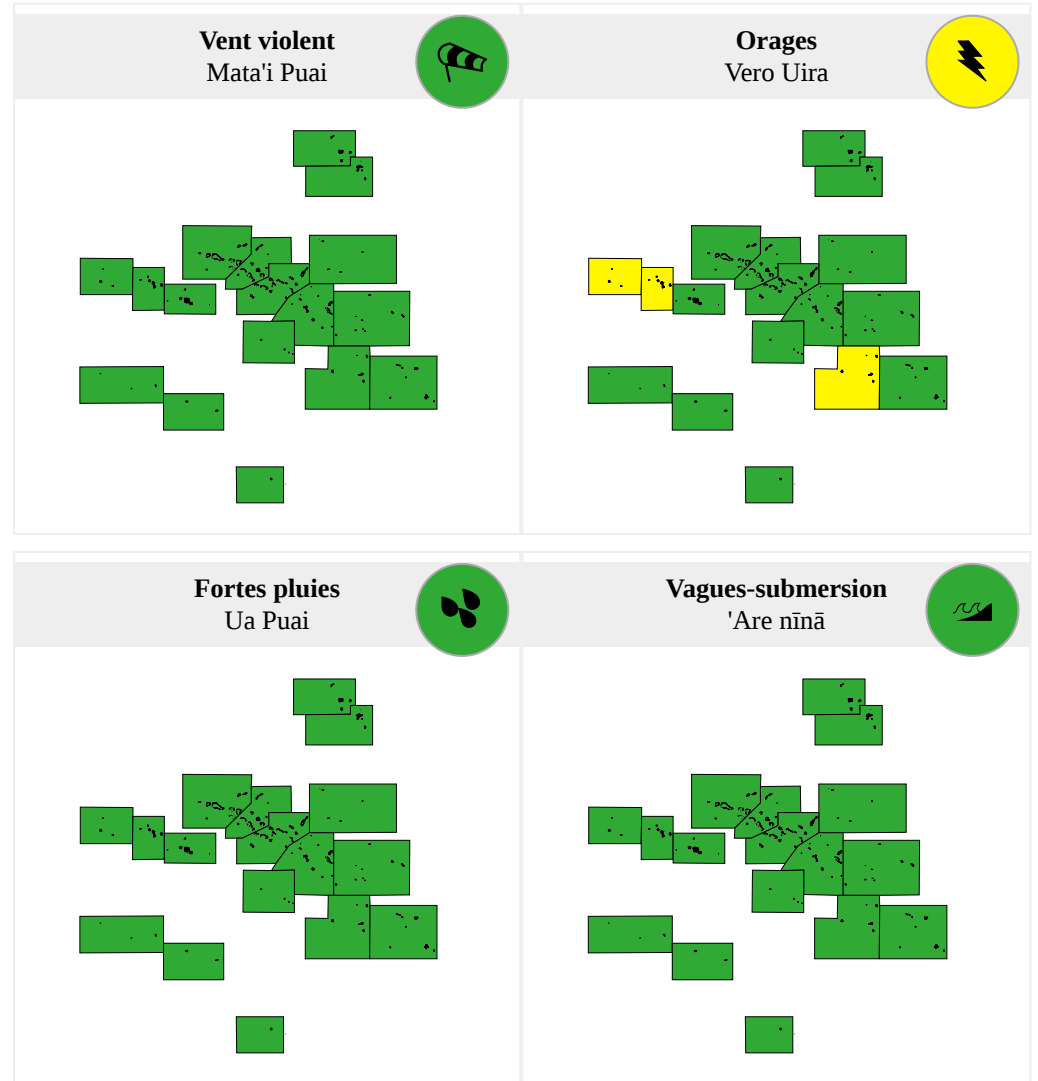 Vent violent
Mata'i Puai
Orages
Vero Uira
Fortes pluies
Ua Puai
Vagues-submersion
'Are nīnā